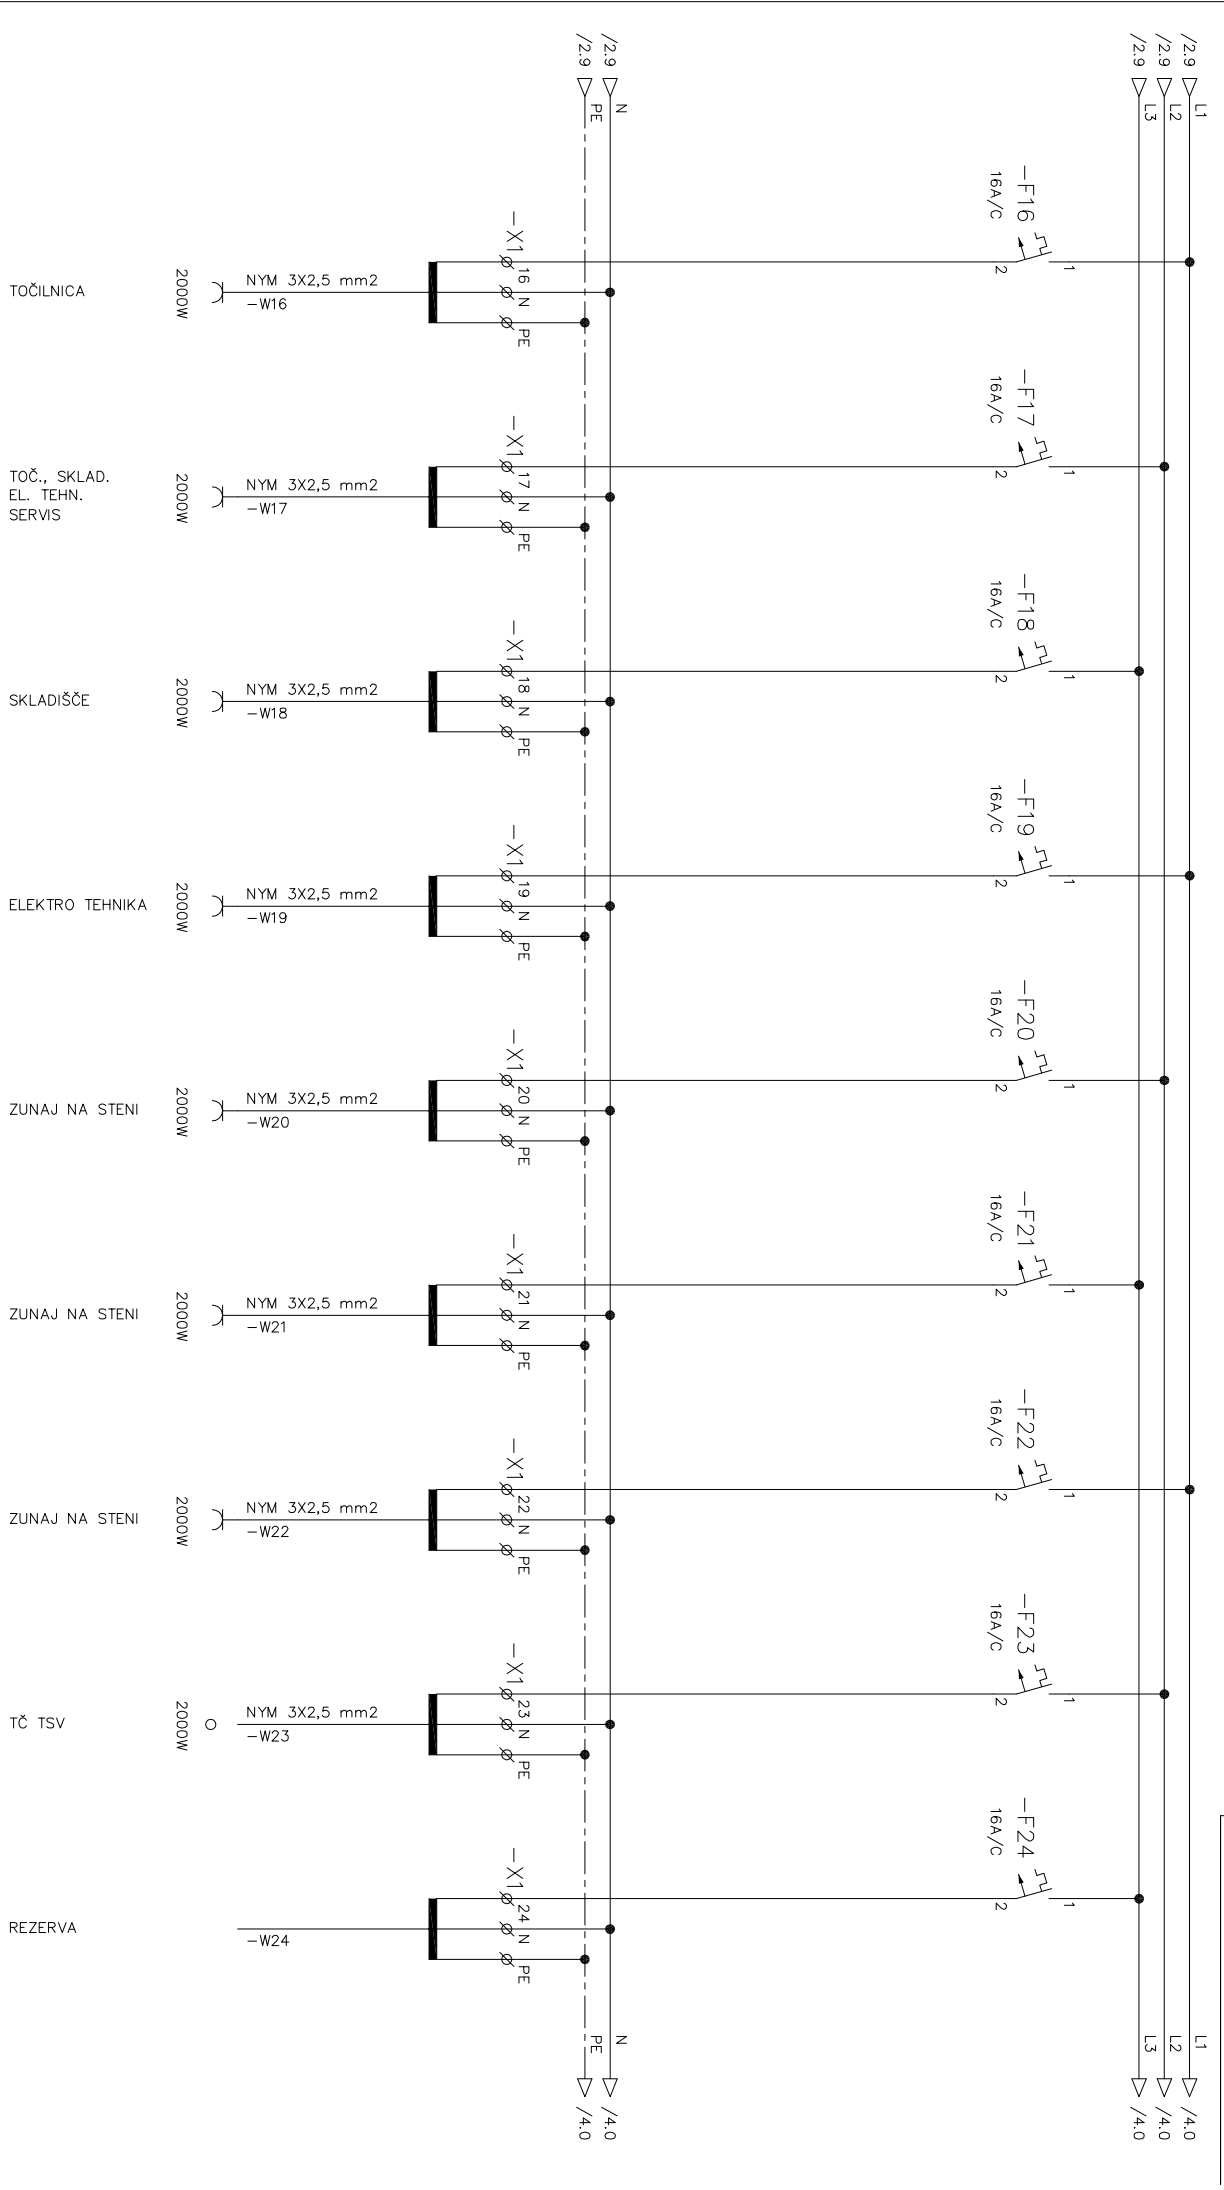 /2.9
/2.9
/2.9
/2.9
/2.9
PE
N
L3
L2
L1
-F16
16A/C
1
2
-X1
16
N
PE
NYM 3X2,5 mm2
-W16
2000W
TOČILNICA
-F17
16A/C
1
2
-X1
17
N
PE
NYM 3X2,5 mm2
-W17
2000W
TOČ., SKLAD.
EL. TEHN.
SERVIS
-F18
16A/C
1
2
-X1
18
N
PE
NYM 3X2,5 mm2
-W18
2000W
SKLADIŠČE
-F19
16A/C
1
2
-X1
19
N
PE
NYM 3X2,5 mm2
-W19
2000W
ELEKTRO TEHNIKA
-F20
16A/C
1
2
-X1
20
N
PE
NYM 3X2,5 mm2
-W20
2000W
ZUNAJ NA STENI
-F21
16A/C
1
2
-X1
21
N
PE
NYM 3X2,5 mm2
-W21
2000W
ZUNAJ NA STENI
-F22
16A/C
1
2
-X1
22
N
PE
NYM 3X2,5 mm2
-W22
2000W
ZUNAJ NA STENI
-F23
16A/C
1
2
-X1
23
N
PE
NYM 3X2,5 mm2
-W23
2000W
TČ TSV
-F24
16A/C
1
2
-X1
24
N
PE
-W24
REZERVA
PE
N
L3
L2
L1
/4.0
/4.0
/4.0
/4.0
/4.0